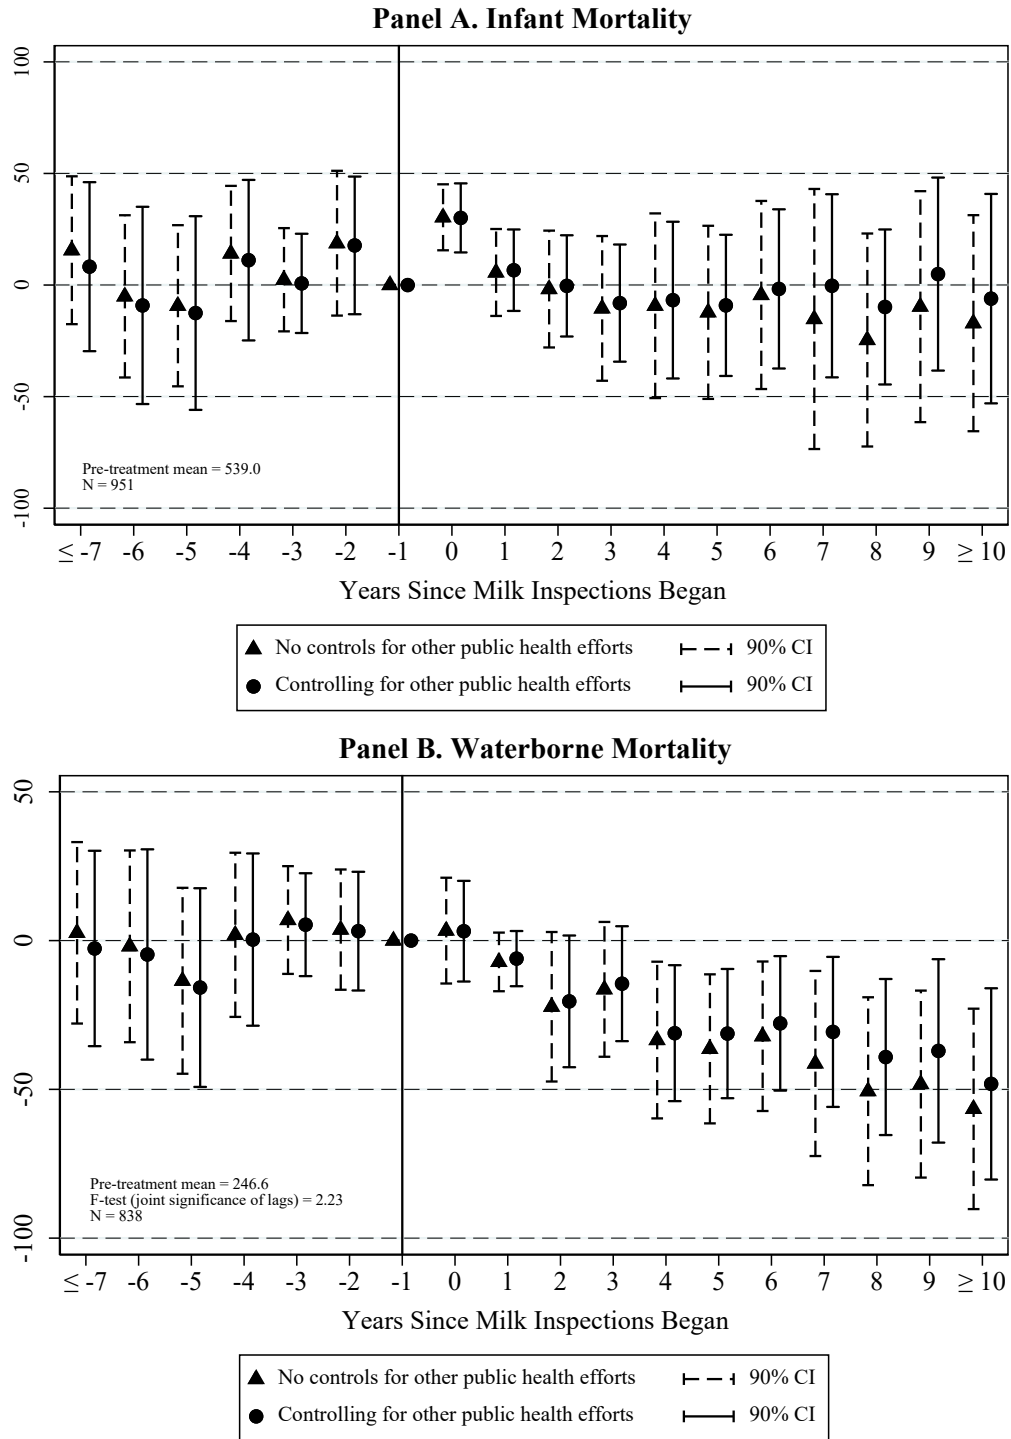 Panel A. Infant Mortality
100
50
0
-50
-100
Pre-treatment mean = 539.0
N = 951
≤ -7 -6 -5 -4 -3 -2 -1 0 1 2 3 4 5 6 7 8 9 ≥ 10
Years Since Milk Inspections Began
No controls for other public health efforts 90% CI
Controlling for other public health efforts 90% CI
Panel B. Waterborne Mortality
50
0
-50
-100
Pre-treatment mean = 246.6
F-test (joint significance of lags) = 2.23
N = 838
≤ -7 -6 -5 -4 -3 -2 -1 0 1 2 3 4 5 6 7 8 9 ≥ 10
Years Since Milk Inspections Began
No controls for other public health efforts 90% CI
Controlling for other public health efforts 90% CI